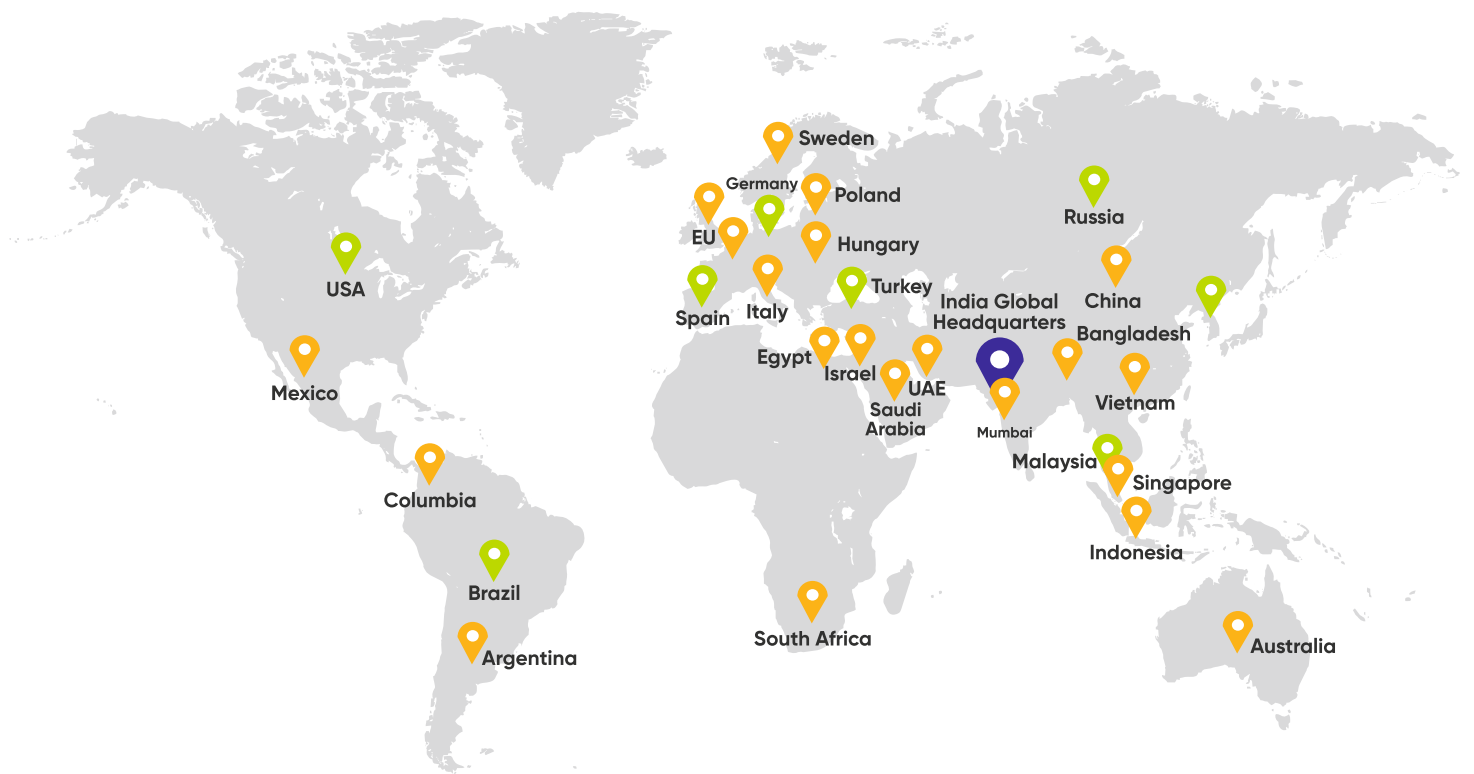 Sweden
Germany
Poland
Russia
EU
Hungary
USA
Turkey
China
India Global
Headquarters
Spain
Italy
Bangladesh
Egypt
Israel
UAE
Mexico
Saudi
Arabia
Vietnam
Mumbai
Malaysia
Singapore
Columbia
Indonesia
Brazil
South Africa
Australia
Argentina